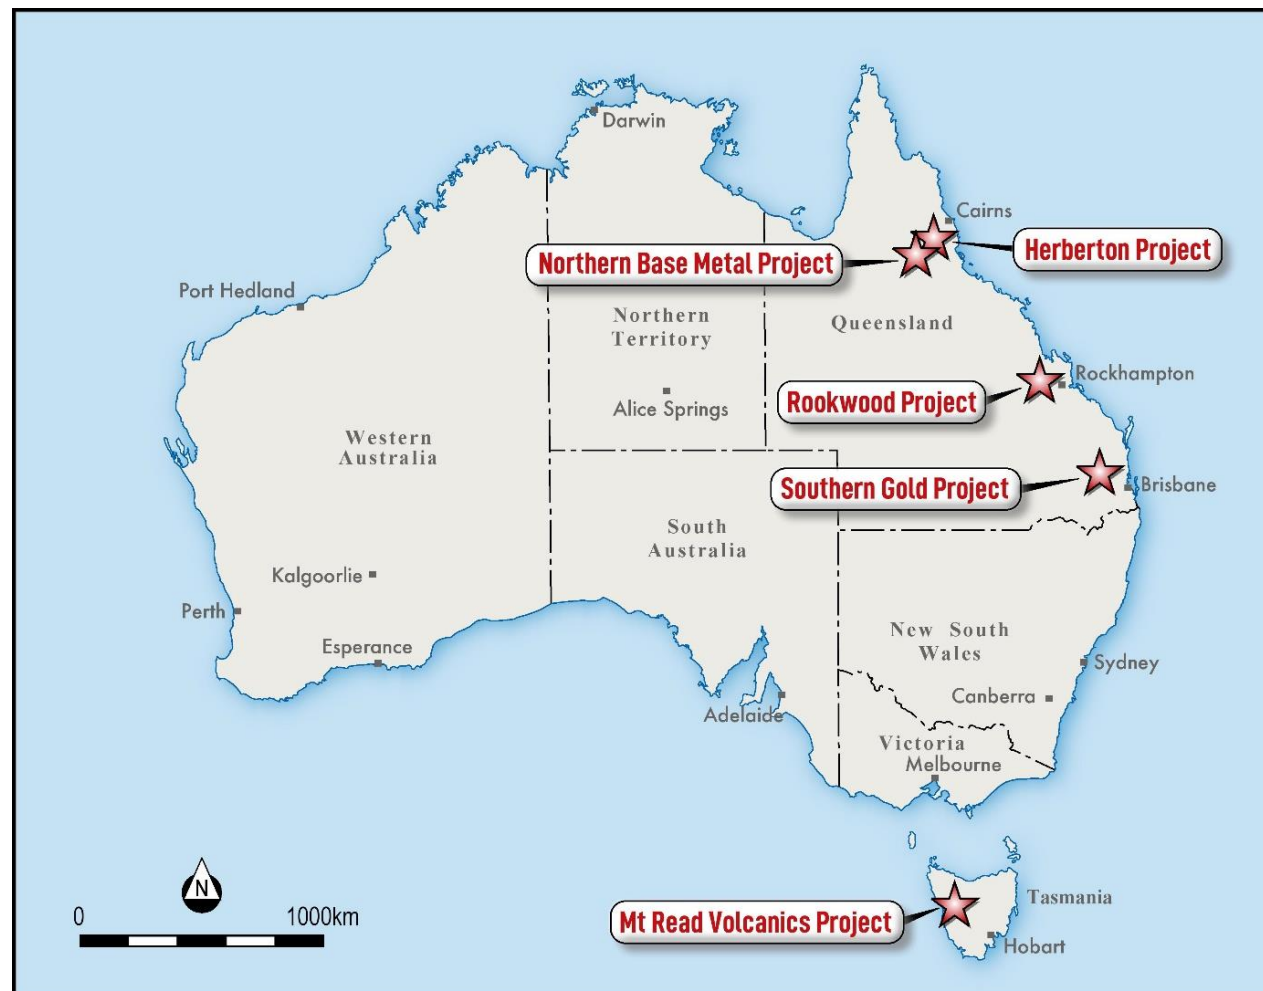 Darwin
Cairns
Herberton Project
Northern Base Metal Project
Port Hedland
Northern
Territory
Queensland
Rockhampton
Alice Springs
Rookwood Project
Western
Australia
Southern Gold Project
Brisbane
South
Australia
Kalgoorlie
Perth
New South
Wales
Esperance
Sydney
Canberra
Adelaide
Victoria
Melbourne
Tasmania
Mt Read Volcanics Project
Hobart
N
0 1000km